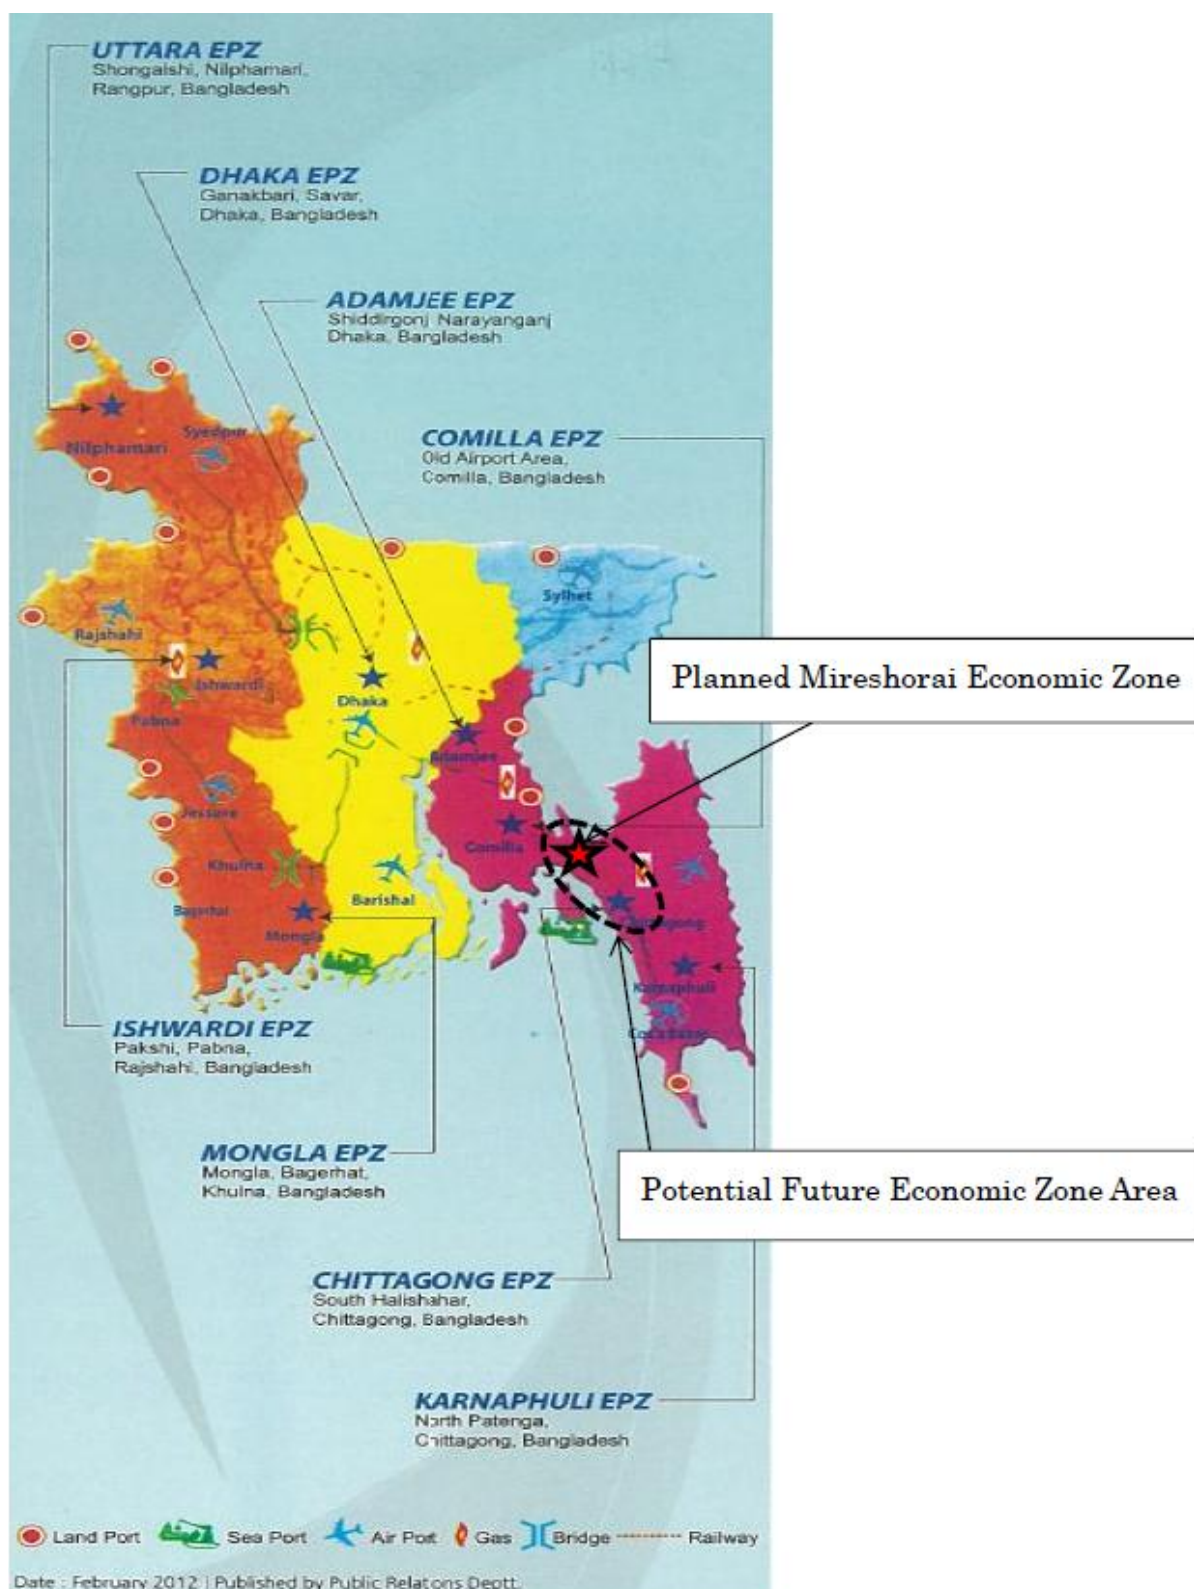 UTTARA EPZ
Shongalshi, Nilphamari,
Rangpur, Bangladesh
DHAKA EPZ
Ganakbari, Savar,
Dhaka, Bangladesh
ADAMJEE EPZ
Shiddirgonj Narayanganj
Dhaka, Bangladesh
COMILLA EPZ
Old Airport Area,
Comilla, Bangladesh
Syedpur
Nilphamari
Sylhet
Rajshahi
Ishwardi
Pabna
Dhaka
Planned Mireshorai Economic Zone
Adamjee
Jessore
Comilla
Khulna
Barishal
Bagerhat
Mongla
Chittagong
Karnaphuli
Cox's Bazar
ISHWARDI EPZ
Pakshi, Pabna,
Rajshahi, Bangladesh
MONGLA EPZ
Mongla, Bagerhat,
Khulna, Bangladesh
Potential Future Economic Zone Area
CHITTAGONG EPZ
South Halishahar,
Chittagong, Bangladesh
KARNAPHULI EPZ
North Patenga,
Chittagong, Bangladesh
Land Port Sea Port Air Port Gas Bridge Railway
Date : February 2012 | Published by Public Relations Deptt.